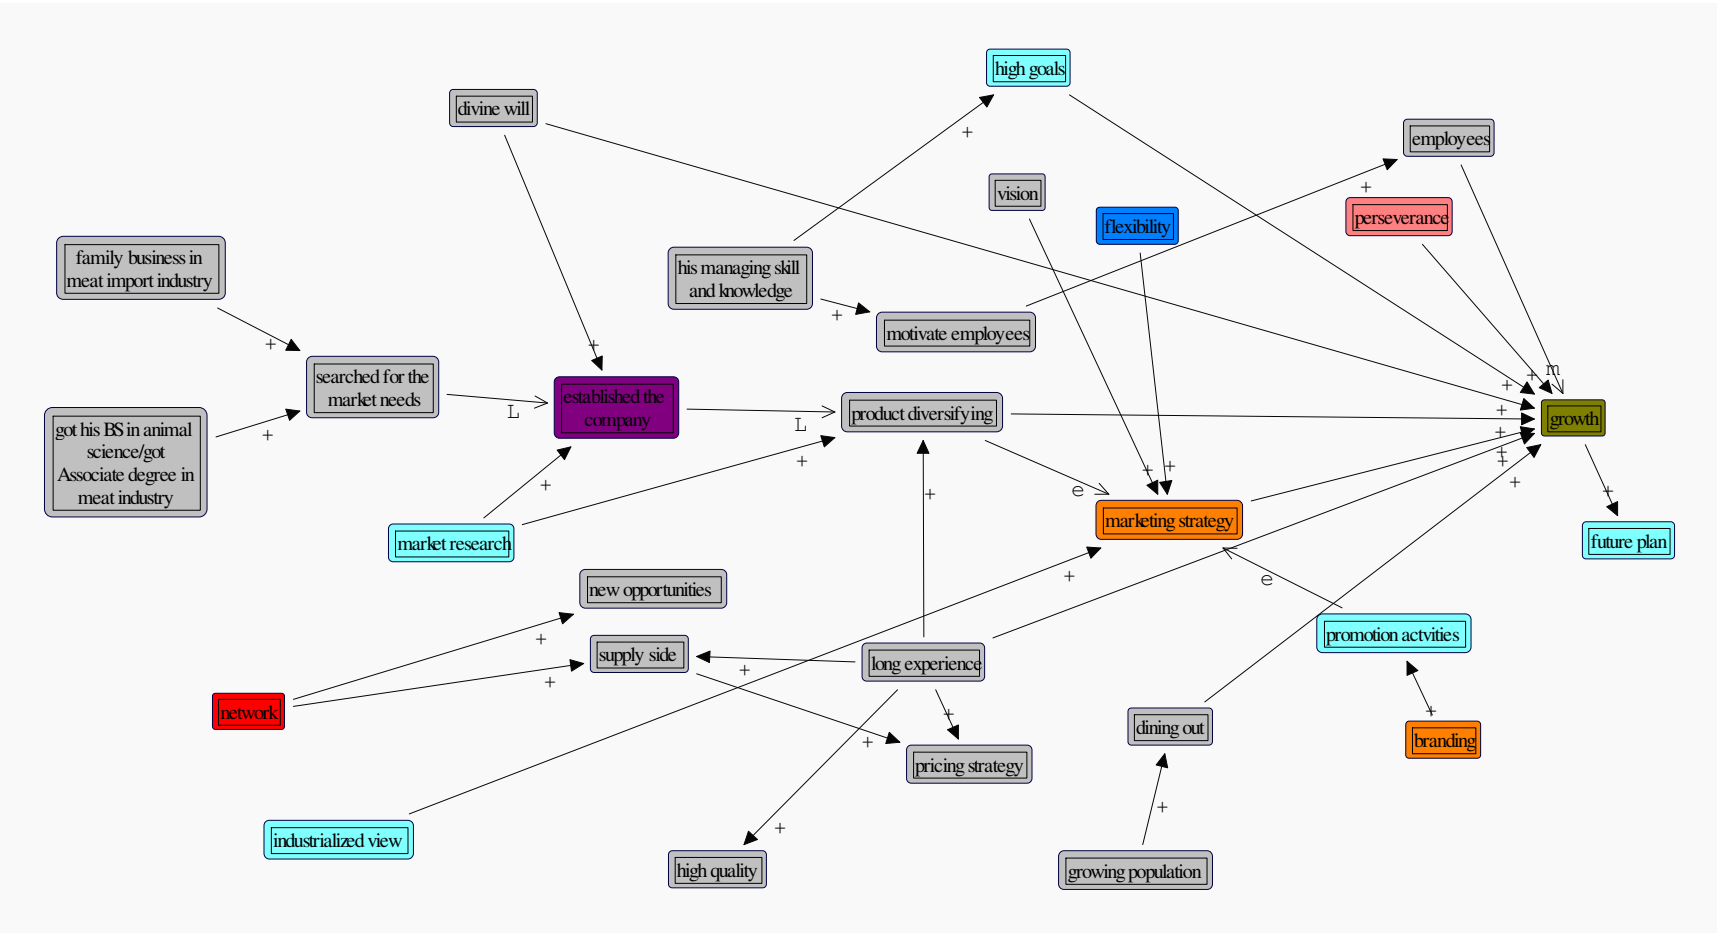 high goals
divine will
employees
vision
perseverance
flexibility
family business in
meat import industry
his managing skill
and knowledge
motivate employees
searched for the
market needs
established the
company
product diversifying
growth
got his BS in animal
science/got
Associate degree in
meat industry
market research
marketing strategy
future plan
new opportunities
supply side
long experience
promotion actvities
network
dining out
branding
pricing strategy
industrialized view
high quality
growing population
+
+
+
+
+
L
+
L
+
+
+
+
+
e
+
+
m
+
+
+
+
+
+
+
e
+
+
+
+
+
+
+
+
+